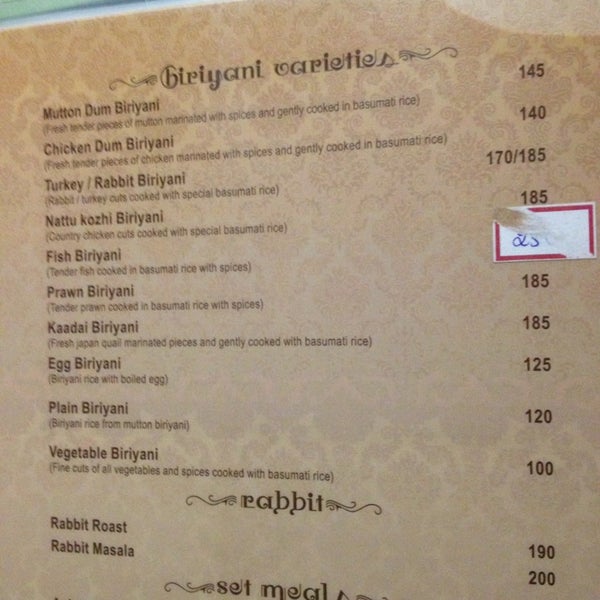 Biriyani varieties
Mutton Dum Biriyani 145
(Fresh tender pieces of mutton marinated with spices and gently cooked in basumati rice)
Chicken Dum Biriyani 140
(Fresh tender pieces of chicken marinated with spices and gently cooked in basumati rice)
Turkey / Rabbit Biriyani 170/185
(Rabbit / turkey cuts cooked with special basumati rice)
Nattu kozhi Biriyani 185
(Country chicken cuts cooked with special basumati rice)
Fish Biriyani
(Tender fish cooked in basumati rice with spices)
Prawn Biriyani 185
(Tender prawn cooked in basumati rice with spices)
Kaadai Biriyani 185
(Fresh japan quail marinated pieces and gently cooked with basumati rice)
Egg Biriyani 125
(Biriyani rice with boiled egg)
Plain Biriyani 120
(Biriyani rice from mutton biriyani)
Vegetable Biriyani 100
(Fine cuts of all vegetables and spices cooked with basumati rice)
rabbit
Rabbit Roast 190
Rabbit Masala 200
set meals